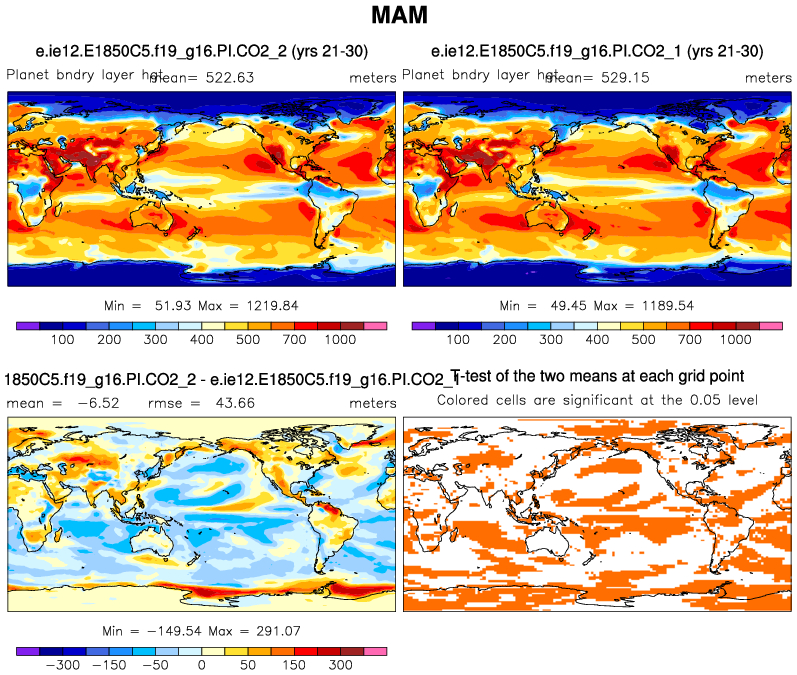 MAM
e.ie12.E1850C5.f19_g16.PI.CO2_2 (yrs 21-30)
e.ie12.E1850C5.f19_g16.PI.CO2_1 (yrs 21-30)
Planet bndry layer hgt mean= 522.63 meters
Planet bndry layer hgt mean= 529.15 meters
Min = 51.93 Max = 1219.84
Min = 49.45 Max = 1189.54
100 200 300 400 500 700 1000
100 200 300 400 500 700 1000
1850C5.f19_g16.PI.CO2_2 - e.ie12.E1850C5.f19_g16.PI.CO2_1
T-test of the two means at each grid point
mean = -6.52 rmse = 43.66 meters
Colored cells are significant at the 0.05 level
Min = -149.54 Max = 291.07
-300 -150 -50 0 50 150 300